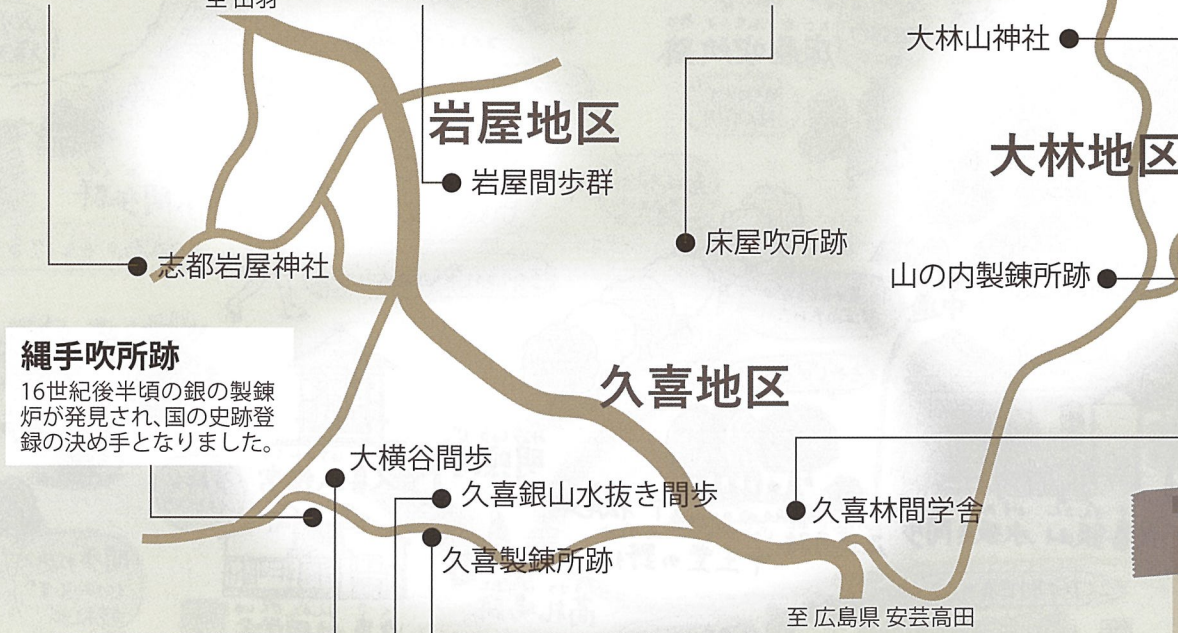 大林山神社
岩屋地区
大林地区
岩屋間歩群
床屋吹所跡
志都岩屋神社
山の内製錬所跡
縄手吹所跡
16世紀後半頃の銀の製錬
炉が発見され、国の史跡登
録の決め手となりました。
久喜地区
大横谷間歩
久喜銀山水抜き間歩
久喜林間学舎
久喜製錬所跡
至 広島県 安芸高田